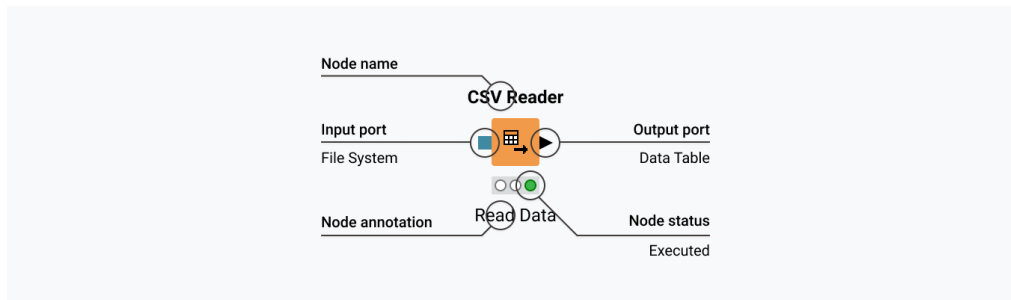 Node name
CSV Reader
Input port
File System
Output port
Data Table
Node annotation
Read Data
Node status
Executed